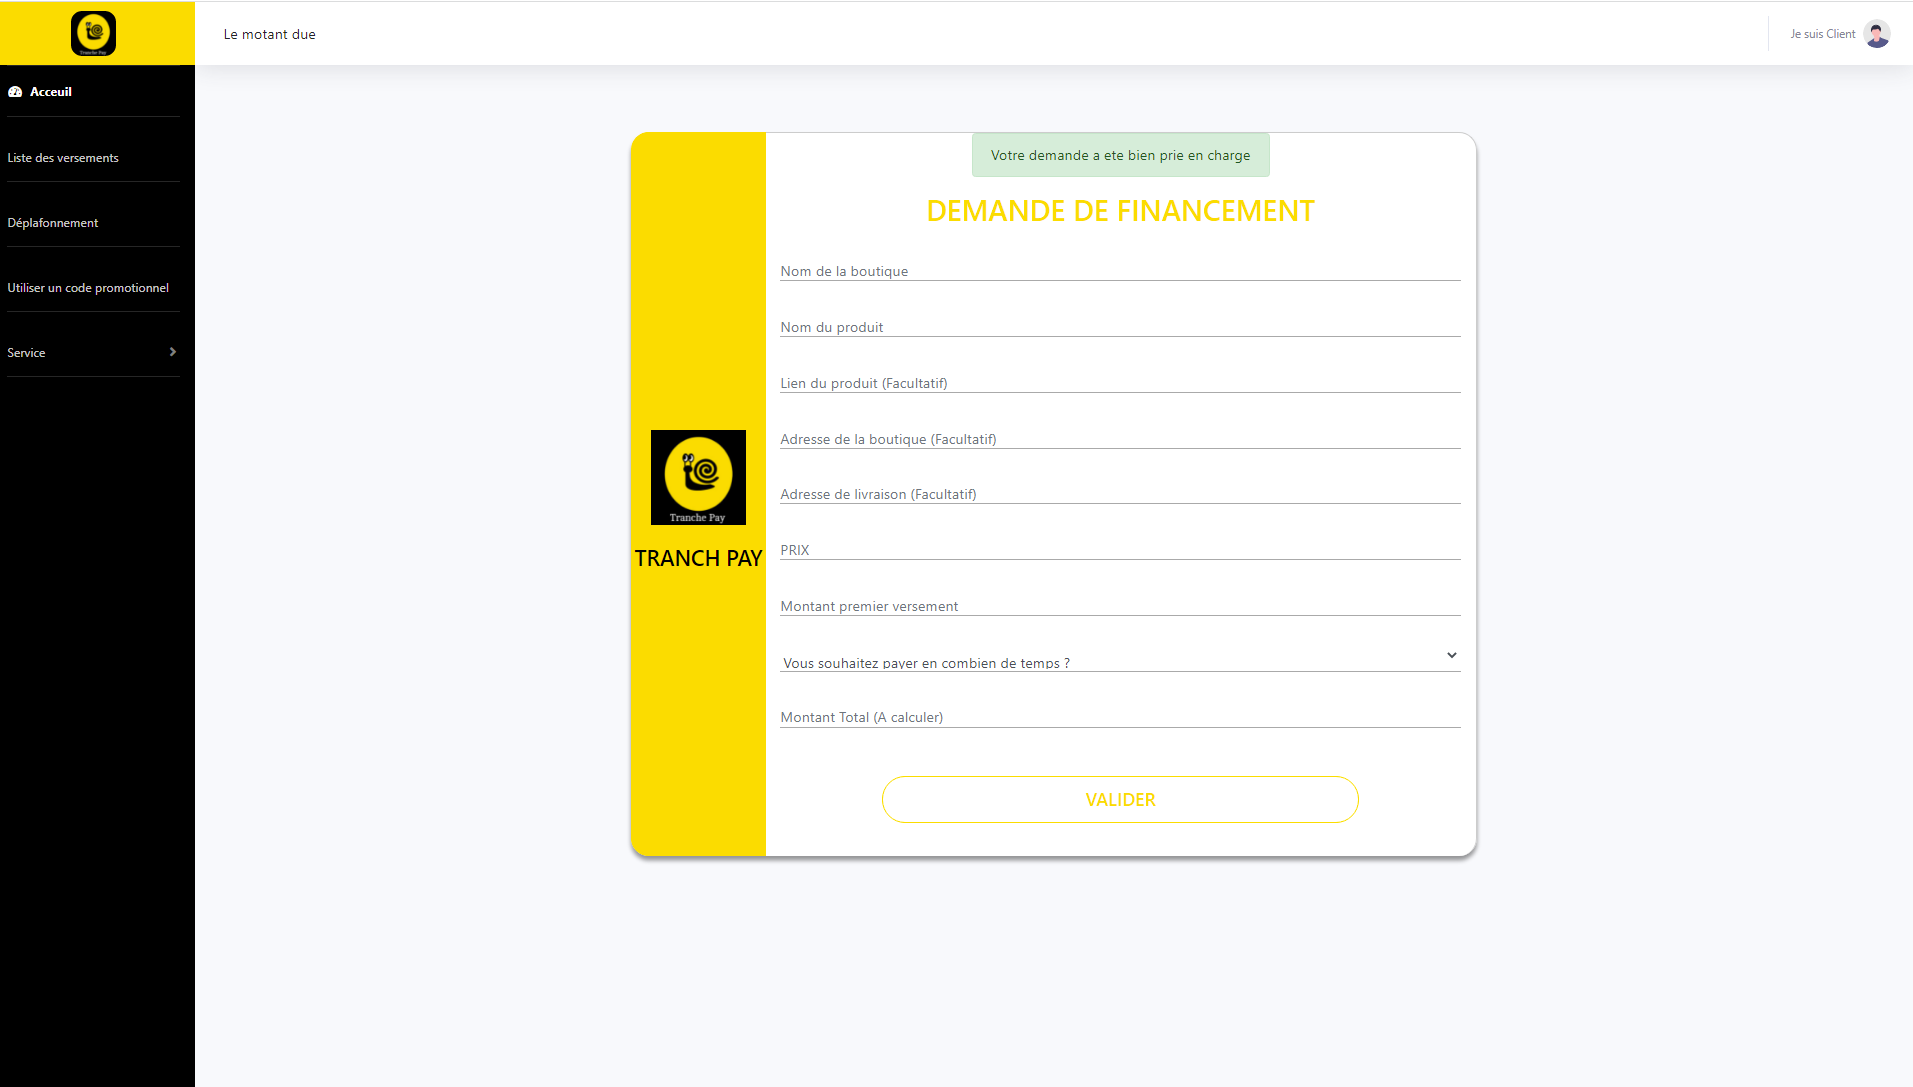 Tranche Pay
Le motant due
Je suis Client
Acceuil
Liste des versements
Déplafonnement
Utiliser un code promotionnel
Service
Tranche Pay
TRANCH PAY
Votre demande a ete bien prie en charge
DEMANDE DE FINANCEMENT
Nom de la boutique
Nom du produit
Lien du produit (Facultatif)
Adresse de la boutique (Facultatif)
Adresse de livraison (Facultatif)
PRIX
Montant premier versement
Vous souhaitez payer en combien de temps ?
Montant Total (A calculer)
VALIDER